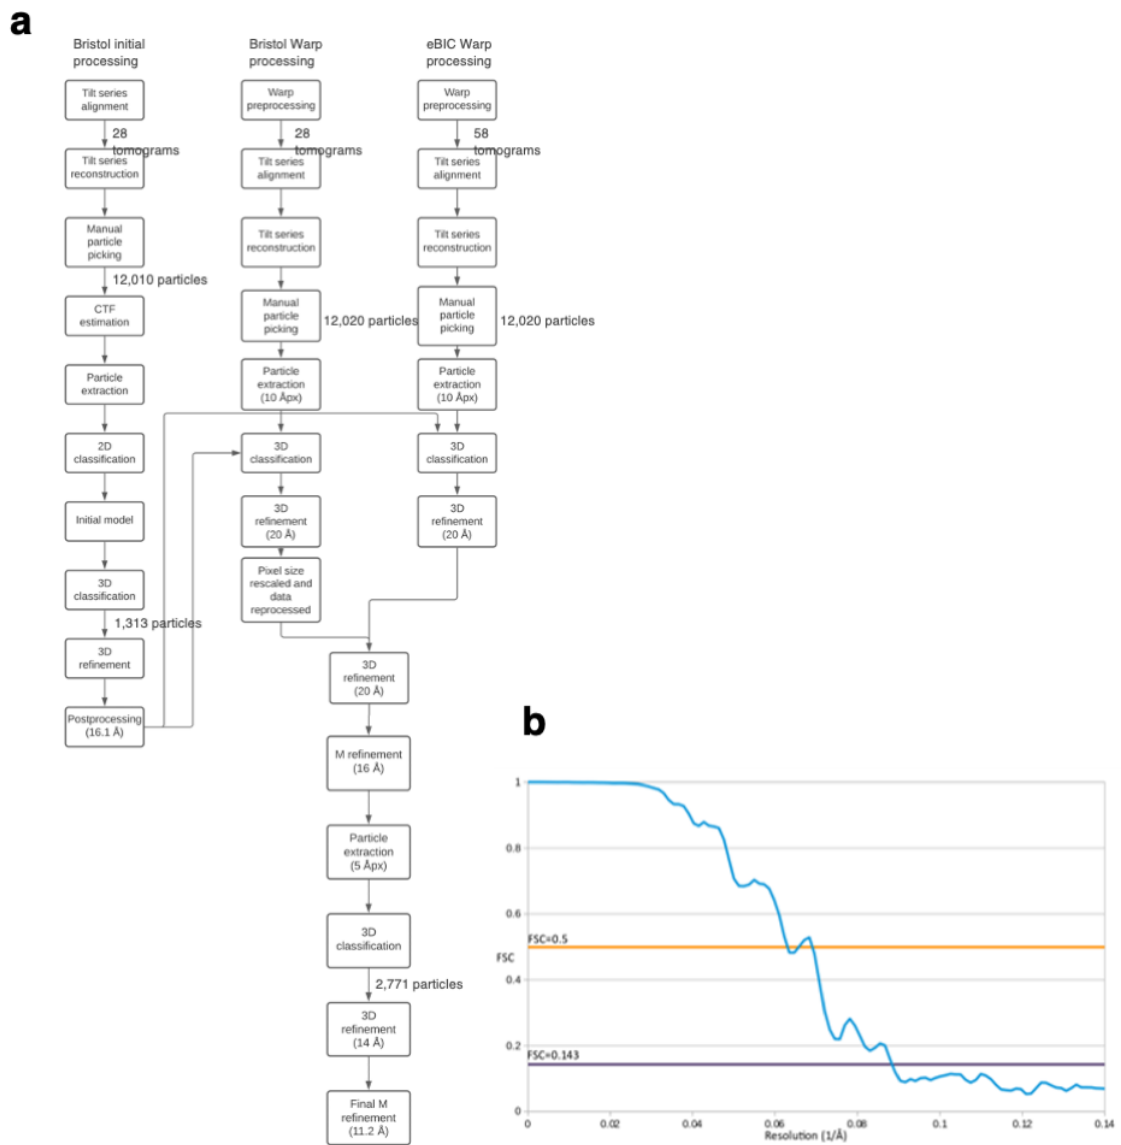 a
Bristol initial
processing
Tilt series
alignment
28
tomograms
Tilt series
reconstruction
Manual
particle
picking
12,010 particles
CTF
estimation
Particle
extraction
2D
classification
Initial model
3D
classification
1,313 particles
3D
refinement
Postprocessing
(16.1 Å)
Bristol Warp
processing
Warp
preprocessing
28
tomograms
Tilt series
alignment
Tilt series
reconstruction
Manual
particle
picking
12,020 particles
Particle
extraction
(10 Åpx)
3D
classification
3D
refinement
(20 Å)
Pixel size
rescaled and
data
reprocessed
eBIC Warp
processing
Warp
preprocessing
58
tomograms
Tilt series
alignment
Tilt series
reconstruction
Manual
particle
picking
12,020 particles
Particle
extraction
(10 Åpx)
3D
classification
3D
refinement
(20 Å)
3D
refinement
(20 Å)
M refinement
(16 Å)
Particle
extraction
(5 Åpx)
3D
classification
2,771 particles
3D
refinement
(14 Å)
Final M
refinement
(11.2 Å)
b
1
0.8
0.6
FSC=0.5
FSC
0.4
0.2
FSC=0.143
0
0 0.02 0.04 0.06 0.08 0.1 0.12 0.14
Resolution (1/Å)